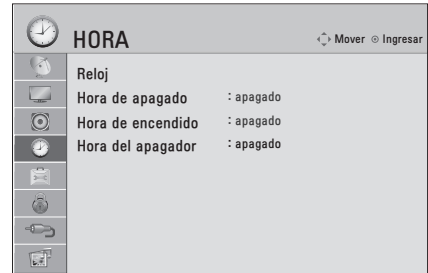 HORA
Mover Ingresar
Reloj
Hora de apagado : apagado
Hora de encendido : apagado
Hora del apagador : apagado